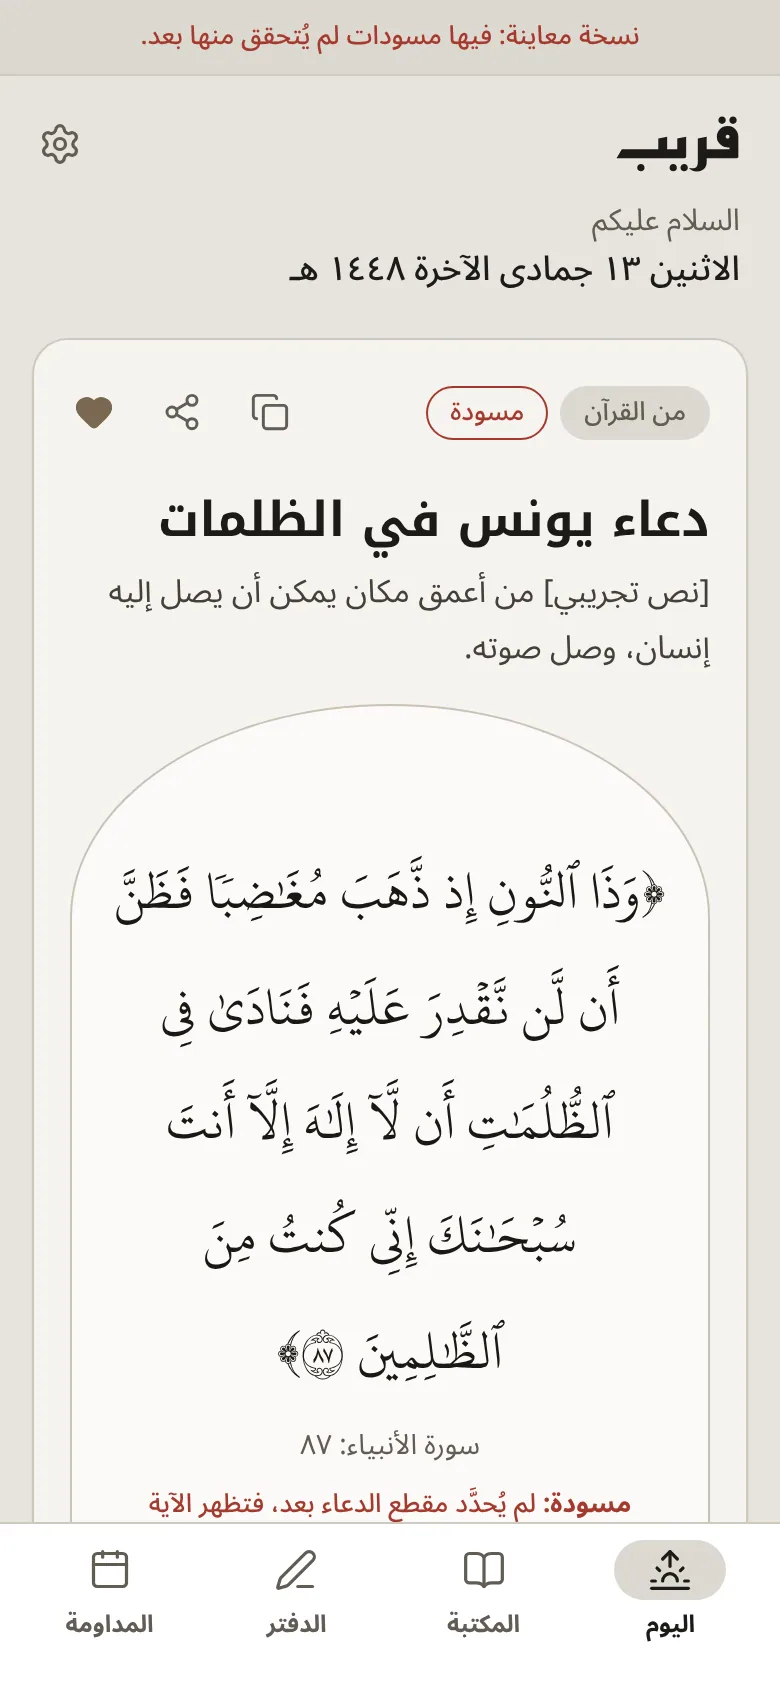 نسخة معاينة: فيها مسودات لم يُتحقق منها بعد.
قريب
السلام عليكم
الاثنين ١٣ جمادى الآخرة ١٤٤٨ هـ
من القرآن
مسودة
دعاء يونس في الظلمات
[نص تجريبي] من أعمق مكان يمكن أن يصل إليه
إنسان، وصل صوته.
﴿وَذَا ٱلنُّونِ إِذ ذَّهَبَ مُغَـٰضِبًۭا فَظَنَّ
أَن لَّن نَّقْدِرَ عَلَيْهِ فَنَادَىٰ فِى
ٱلظُّلُمَـٰتِ أَن لَّآ إِلَـٰهَ إِلَّآ أَنتَ
سُبْحَـٰنَكَ إِنِّى كُنتُ مِنَ
ٱلظَّـٰلِمِينَ ٨٧﴾
سورة الأنبياء: ٨٧
مسودة: لم يُحدَّد مقطع الدعاء بعد، فتظهر الآية
اليوم
المكتبة
الدفتر
المداومة